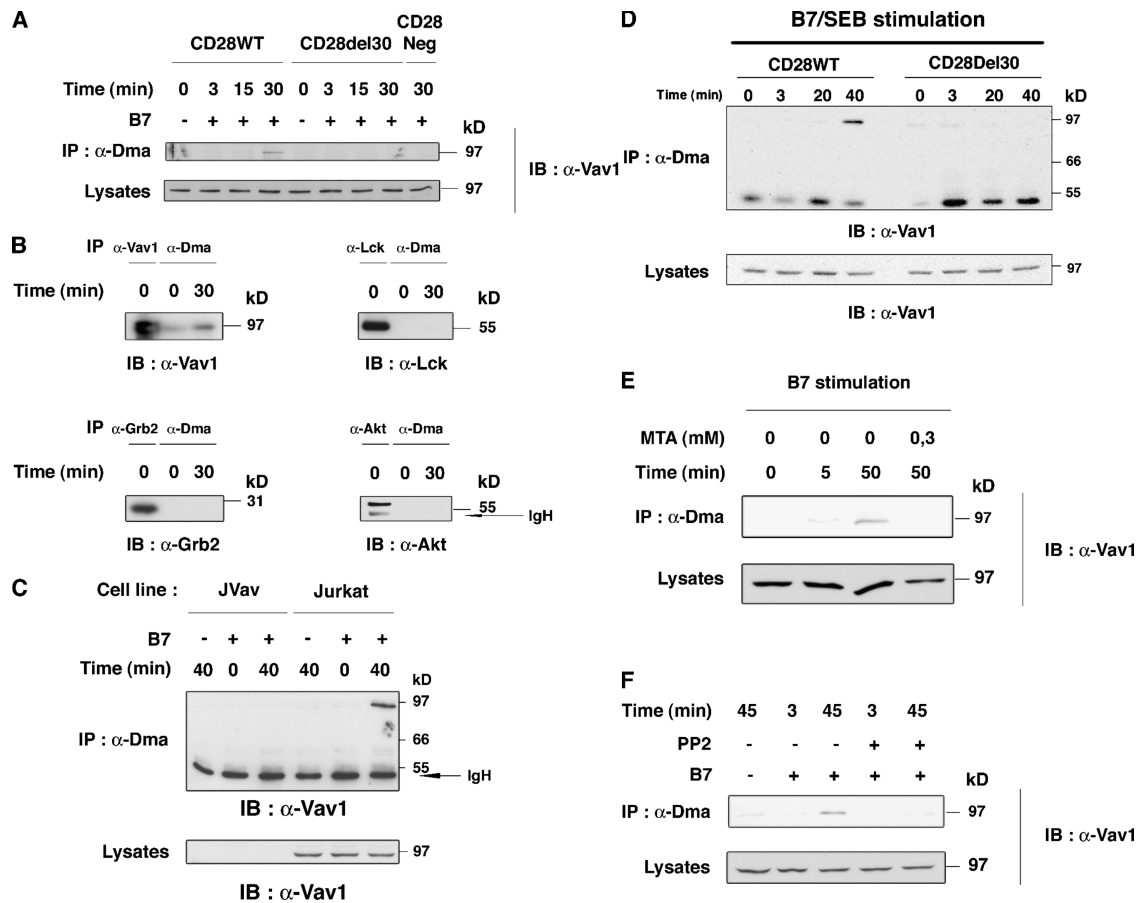 A
CD28WT CD28del30 CD28 Neg
Time (min) 0 3 15 30 0 3 15 30 30
B7 - + + + - + + + +
kD
IP : α-Dma 97
IB : α-Vav1
Lysates 97
B
IP α-Vav1 α-Dma
Time (min) 0 0 30
kD
97
IB : α-Vav1
α-Lck α-Dma
0 0 30
kD
55
IB : α-Lck
IP α-Grb2 α-Dma
Time (min) 0 0 30
kD
31
IB : α-Grb2
α-Akt α-Dma
0 0 30
kD
55
IgH
IB : α-Akt
C
Cell line : JVav Jurkat
B7 - + + - + +
Time (min) 40 0 40 40 0 40
kD
97
IP : α-Dma 66
55
IgH
IB : α-Vav1
Lysates 97
IB : α-Vav1
D
B7/SEB stimulation
CD28WT CD28Del30
Time (min) 0 3 20 40 0 3 20 40 kD
97
IP : α-Dma 66
55
IB : α-Vav1
Lysates 97
IB : α-Vav1
E
B7 stimulation
MTA (mM) 0 0 0 0,3
Time (min) 0 5 50 50
kD
IP : α-Dma 97
IB : α-Vav1
Lysates 97
F
Time (min) 45 3 45 3 45
PP2 - - - + +
B7 - + + + + kD
IP : α-Dma 97
IB : α-Vav1
Lysates 97